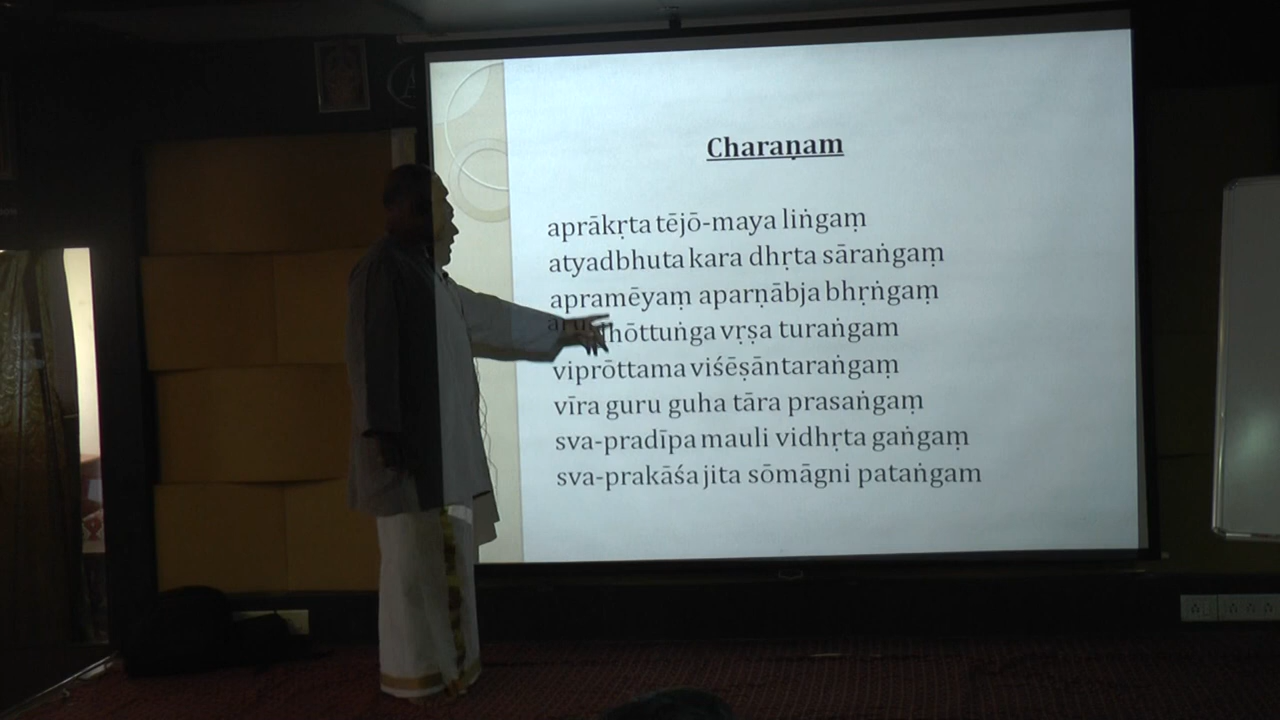 Charaṇam
aprākṛta tējō-maya liṅgaṃ
atyadbhuta kara dhṛta sāraṅgaṃ
apramēyaṃ aparṇābja bhṛṅgaṃ
vṛṣa turaṅgam
viprōttama viśēṣāntaraṅgaṃ
vīra guru guha tāra prasaṅgaṃ
sva-pradīpa mauli vidhṛta gaṅgaṃ
sva-prakāśa jita sōmāgni pataṅgam